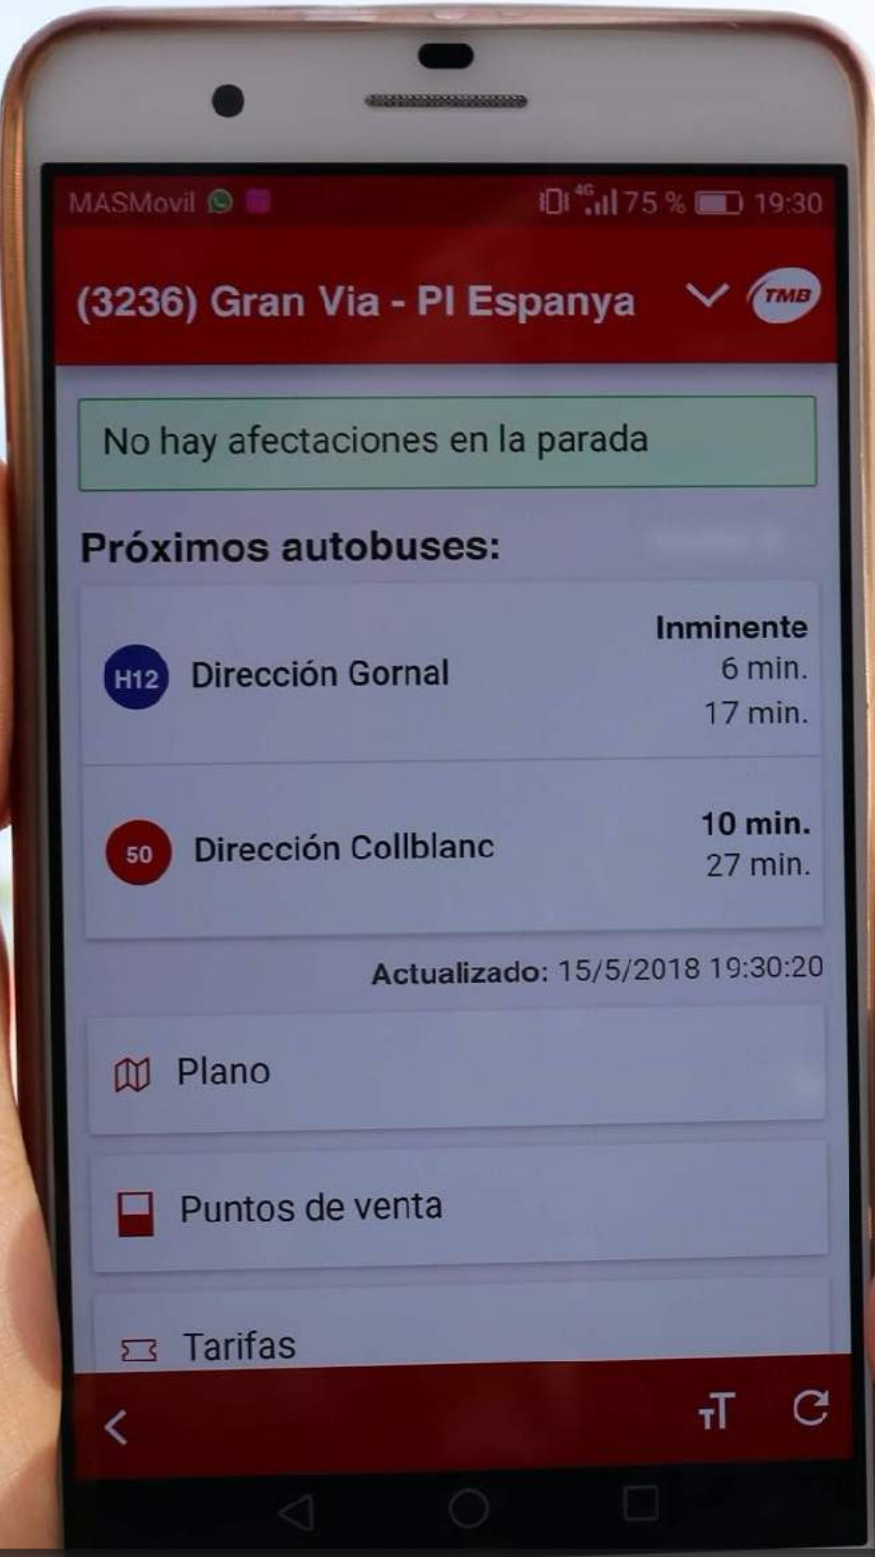 MASMovil 4G 75 % 19:30
(3236) Gran Via - Pl Espanya TMB
No hay afectaciones en la parada
Próximos autobuses:
Inminente
H12 Dirección Gornal 6 min.
17 min.
10 min.
50 Dirección Collblanc 27 min.
Actualizado: 15/5/2018 19:30:20
Plano
Puntos de venta
Tarifas
TT